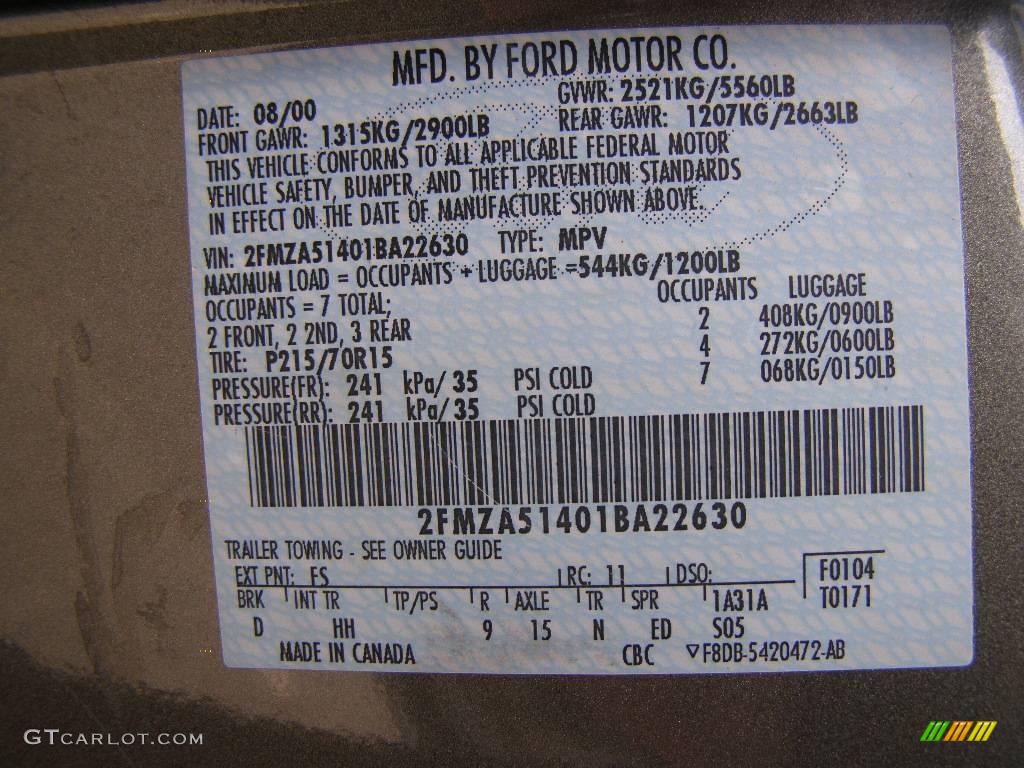 MFD. BY FORD MOTOR CO.
DATE: 08/00 GVWR: 2521KG/5560LB
FRONT GAWR: 1315KG/2900LB REAR GAWR: 1207KG/2663LB
THIS VEHICLE CONFORMS TO ALL APPLICABLE FEDERAL MOTOR
VEHICLE SAFETY, BUMPER, AND THEFT PREVENTION STANDARDS
IN EFFECT ON THE DATE OF MANUFACTURE SHOWN ABOVE.
VIN: 2FMZA51401BA22630 TYPE: MPV
MAXIMUM LOAD = OCCUPANTS + LUGGAGE =544KG/1200LB
OCCUPANTS = 7 TOTAL; OCCUPANTS LUGGAGE
2 FRONT, 2 2ND, 3 REAR 2 408KG/0900LB
TIRE: P215/70R15 4 272KG/0600LB
PRESSURE(FR): 241 kPa/ 35 PSI COLD 7 068KG/0150LB
PRESSURE(RR): 241 kPa/ 35 PSI COLD
2FMZA51401BA22630
TRAILER TOWING - SEE OWNER GUIDE
EXT PNT: FS RC: 11 DSO: F0104
BRK INT TR TP/PS R AXLE TR SPR 1A31A T0171
D HH 9 15 N ED S05
MADE IN CANADA CBC F8DB-5420472-AB
GTCARLOT.COM